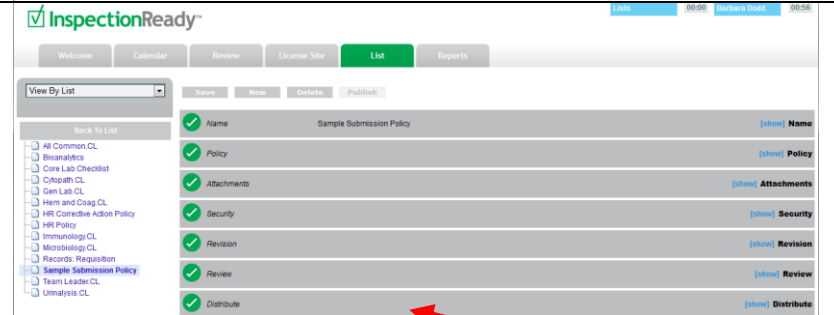 Lists 00:00 Barbara Dodd 00:56
InspectionReady™
Welcome Calendar Review License Site List Reports
View By List
Save New Delete Publish
Back To List
All Common.CL
Bioanalytics
Core Lab Checklist
Cytopath.CL
Gen Lab.CL
Hem and Coag.CL
HR Corrective Action Policy
HR Policy
Immunology.CL
Microbiology.CL
Records: Requisition
Sample Submission Policy
Team Leader.CL
Urinalysis.CL
Name Sample Submission Policy [show] Name
Policy [show] Policy
Attachments [show] Attachments
Security [show] Security
Revision [show] Revision
Review [show] Review
Distribute [show] Distribute